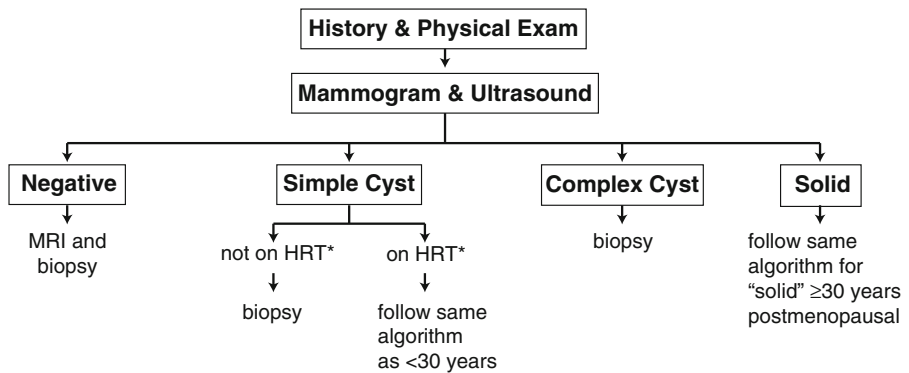 History & Physical Exam
Mammogram & Ultrasound
Negative
Simple Cyst
Complex Cyst
Solid
MRI and
biopsy
not on HRT*
on HRT*
biopsy
follow same
algorithm
as <30 years
biopsy
follow same
algorithm for
“solid” ≥30 years
postmenopausal